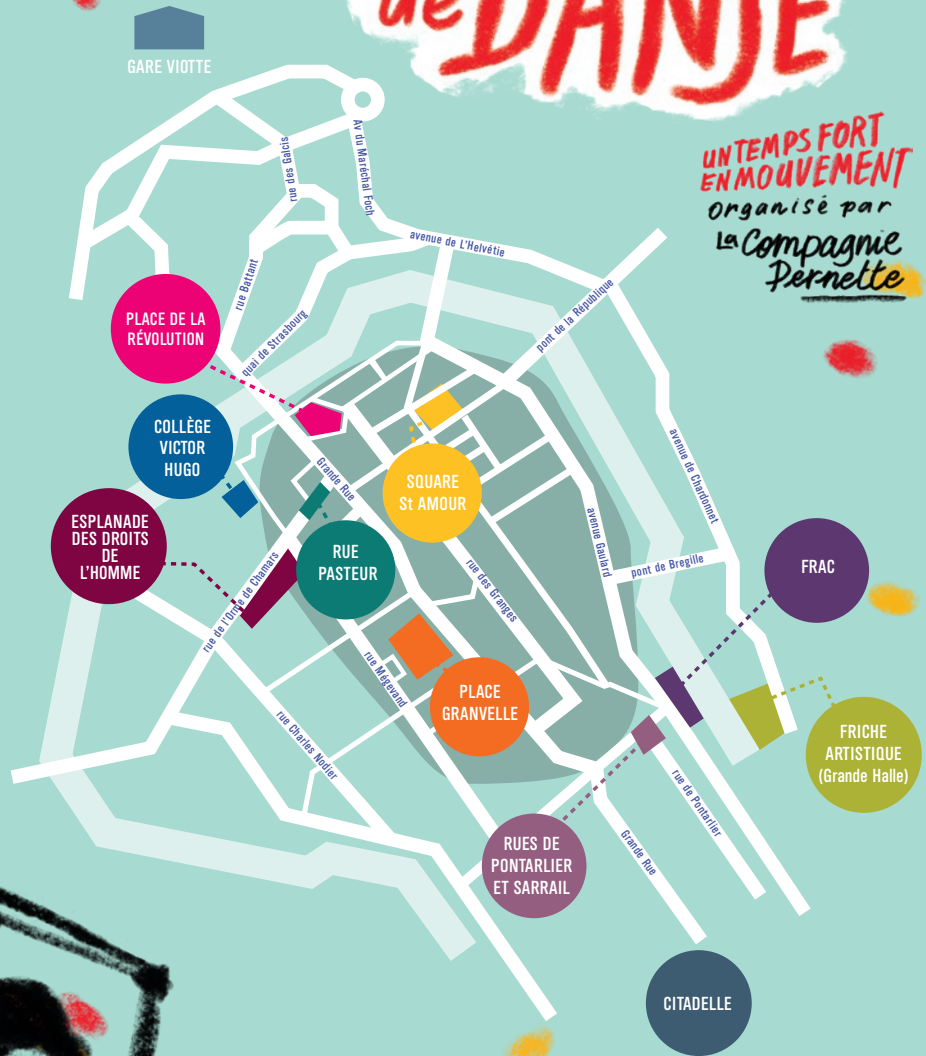 de DANSE
GARE VIOTTE
UN TEMPS FORT
EN MOUVEMENT
organisé par
La Compagnie
Pernette
rue des Glacis
Av du Maréchal Foch
avenue de L'Helvétie
rue Battant
quai de Strasbourg
pont de la République
PLACE DE LA
RÉVOLUTION
COLLÈGE
VICTOR
HUGO
ESPLANADE
DES DROITS
DE
L'HOMME
Grande Rue
SQUARE
St AMOUR
RUE
PASTEUR
avenue de Chardonnet
avenue Gaulard
pont de Bregille
FRAC
rue de l'Orme de Chamars
rue des Granges
rue Mégevand
PLACE
GRANVELLE
rue Charles Nodier
FRICHE
ARTISTIQUE
(Grande Halle)
rue de Pontarlier
RUES DE
PONTARLIER
ET SARRAIL
Grande Rue
CITADELLE